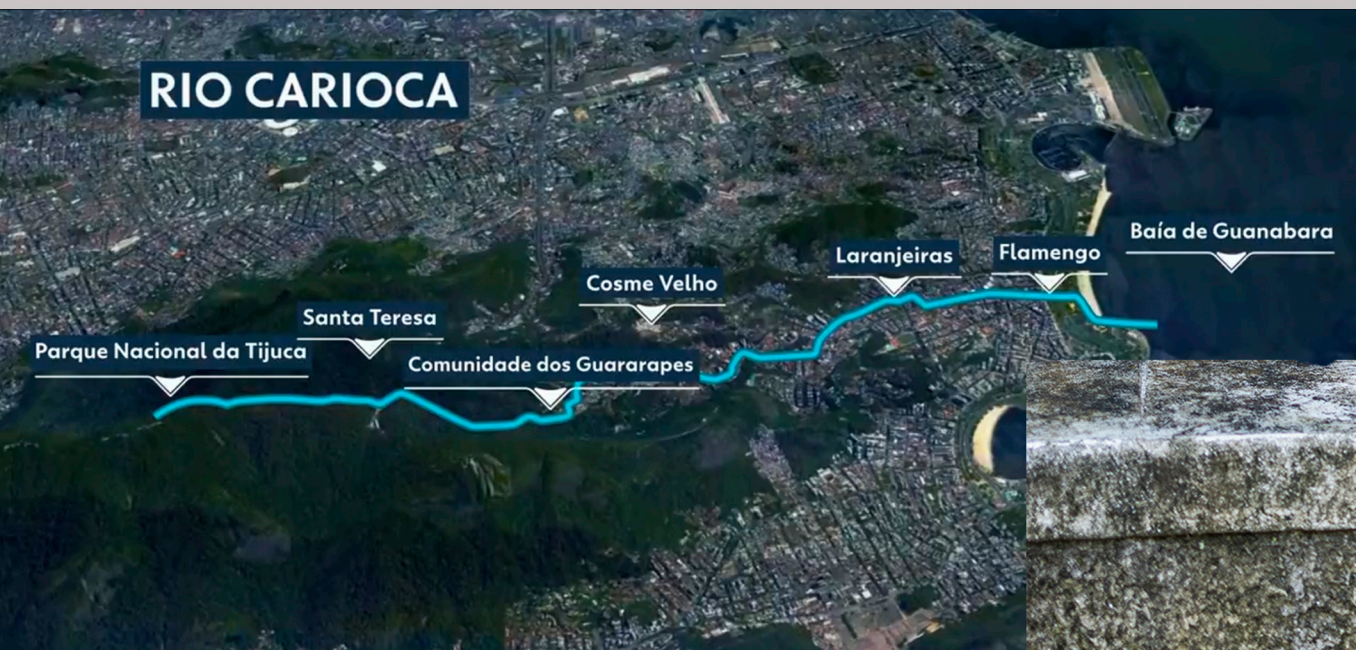 RIO CARIOCA
Parque Nacional da Tijuca
Santa Teresa
Comunidade dos Guararapes
Cosme Velho
Laranjeiras
Flamengo
Baía de Guanabara